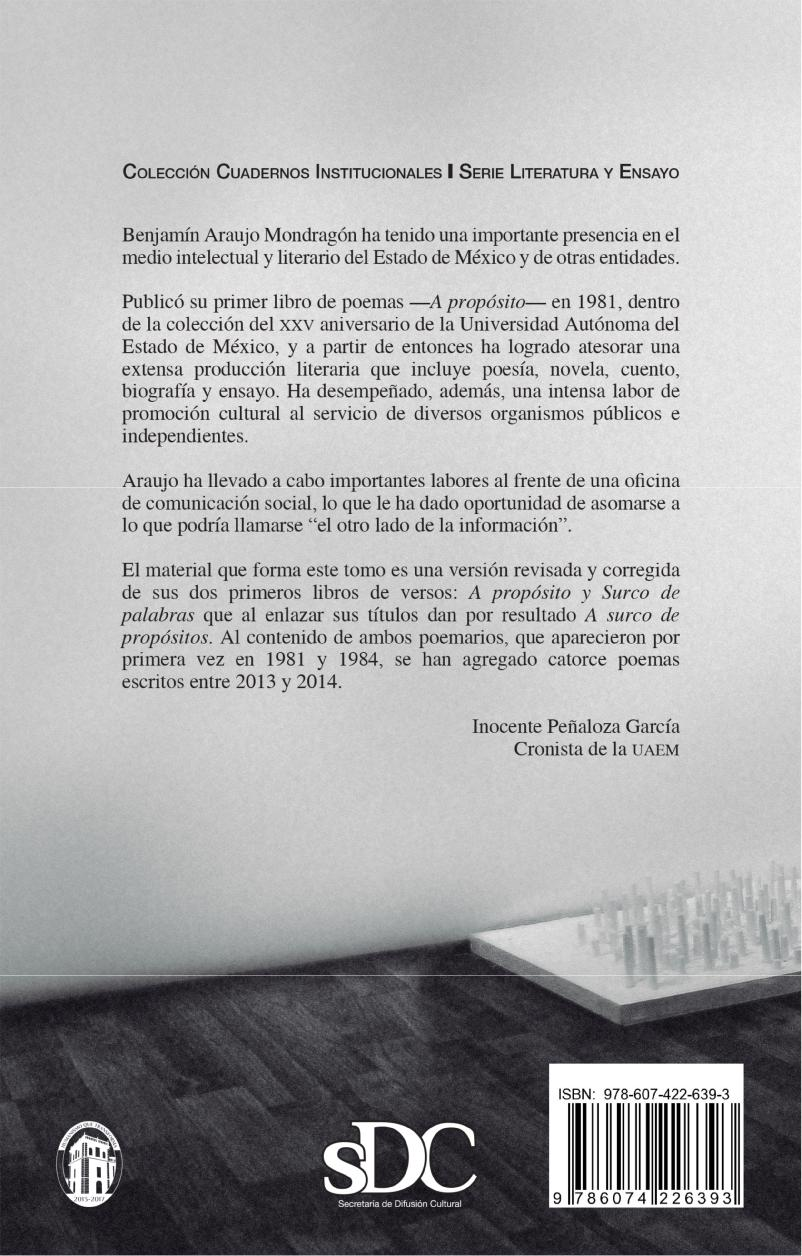 Colección Cuadernos Institucionales | Serie Literatura y Ensayo
Benjamín Araujo Mondragón ha tenido una importante presencia en el
medio intelectual y literario del Estado de México y de otras entidades.
Publicó su primer libro de poemas —A propósito— en 1981, dentro
de la colección del XXV aniversario de la Universidad Autónoma del
Estado de México, y a partir de entonces ha logrado atesorar una
extensa producción literaria que incluye poesía, novela, cuento,
biografía y ensayo. Ha desempeñado, además, una intensa labor de
promoción cultural al servicio de diversos organismos públicos e
independientes.
Araujo ha llevado a cabo importantes labores al frente de una oficina
de comunicación social, lo que le ha dado oportunidad de asomarse a
lo que podría llamarse “el otro lado de la información”.
El material que forma este tomo es una versión revisada y corregida
de sus dos primeros libros de versos: A propósito y Surco de
palabras que al enlazar sus títulos dan por resultado A surco de
propósitos. Al contenido de ambos poemarios, que aparecieron por
primera vez en 1981 y 1984, se han agregado catorce poemas
escritos entre 2013 y 2014.
Inocente Peñaloza García
Cronista de la UAEM
ISBN: 978-607-422-639-3
9 786074 226393
HUMANISMO QUE TRANSFORMA
2013-2017
SDC
Secretaría de Difusión Cultural